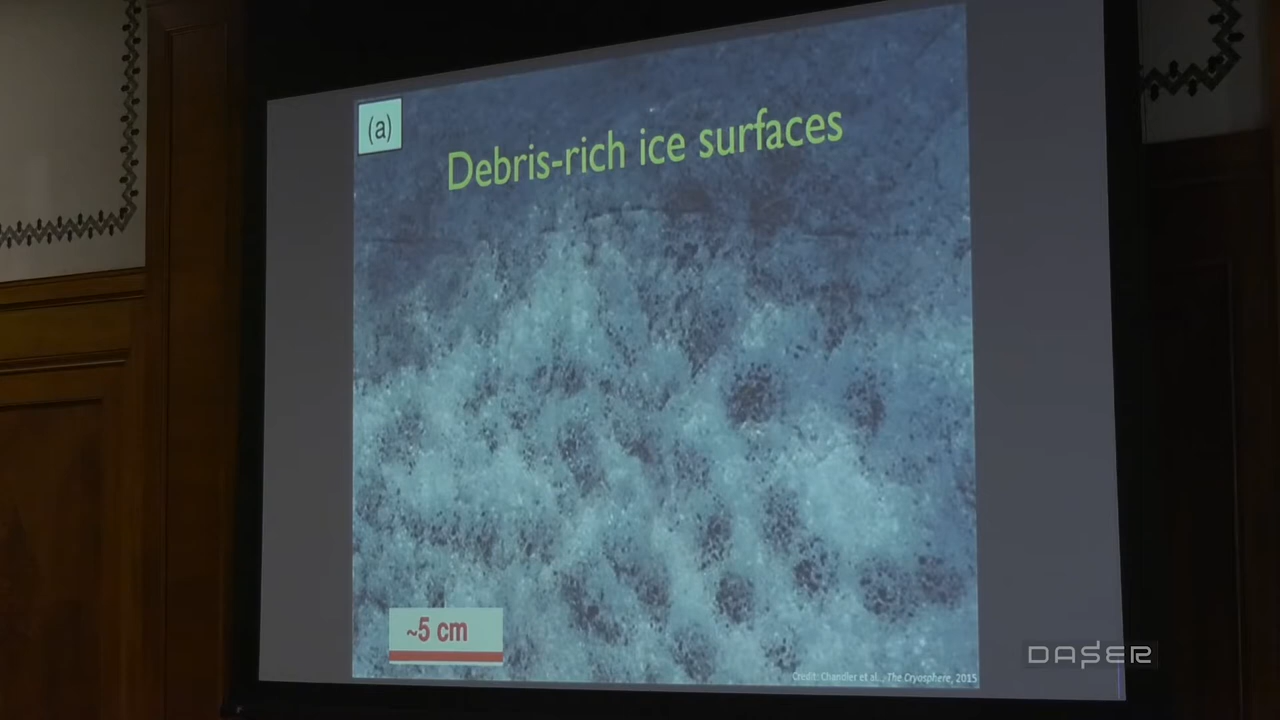 (a)
Debris-rich ice surfaces
~5 cm
Credit: Chandler et al., The Cryosphere, 2015
DASER